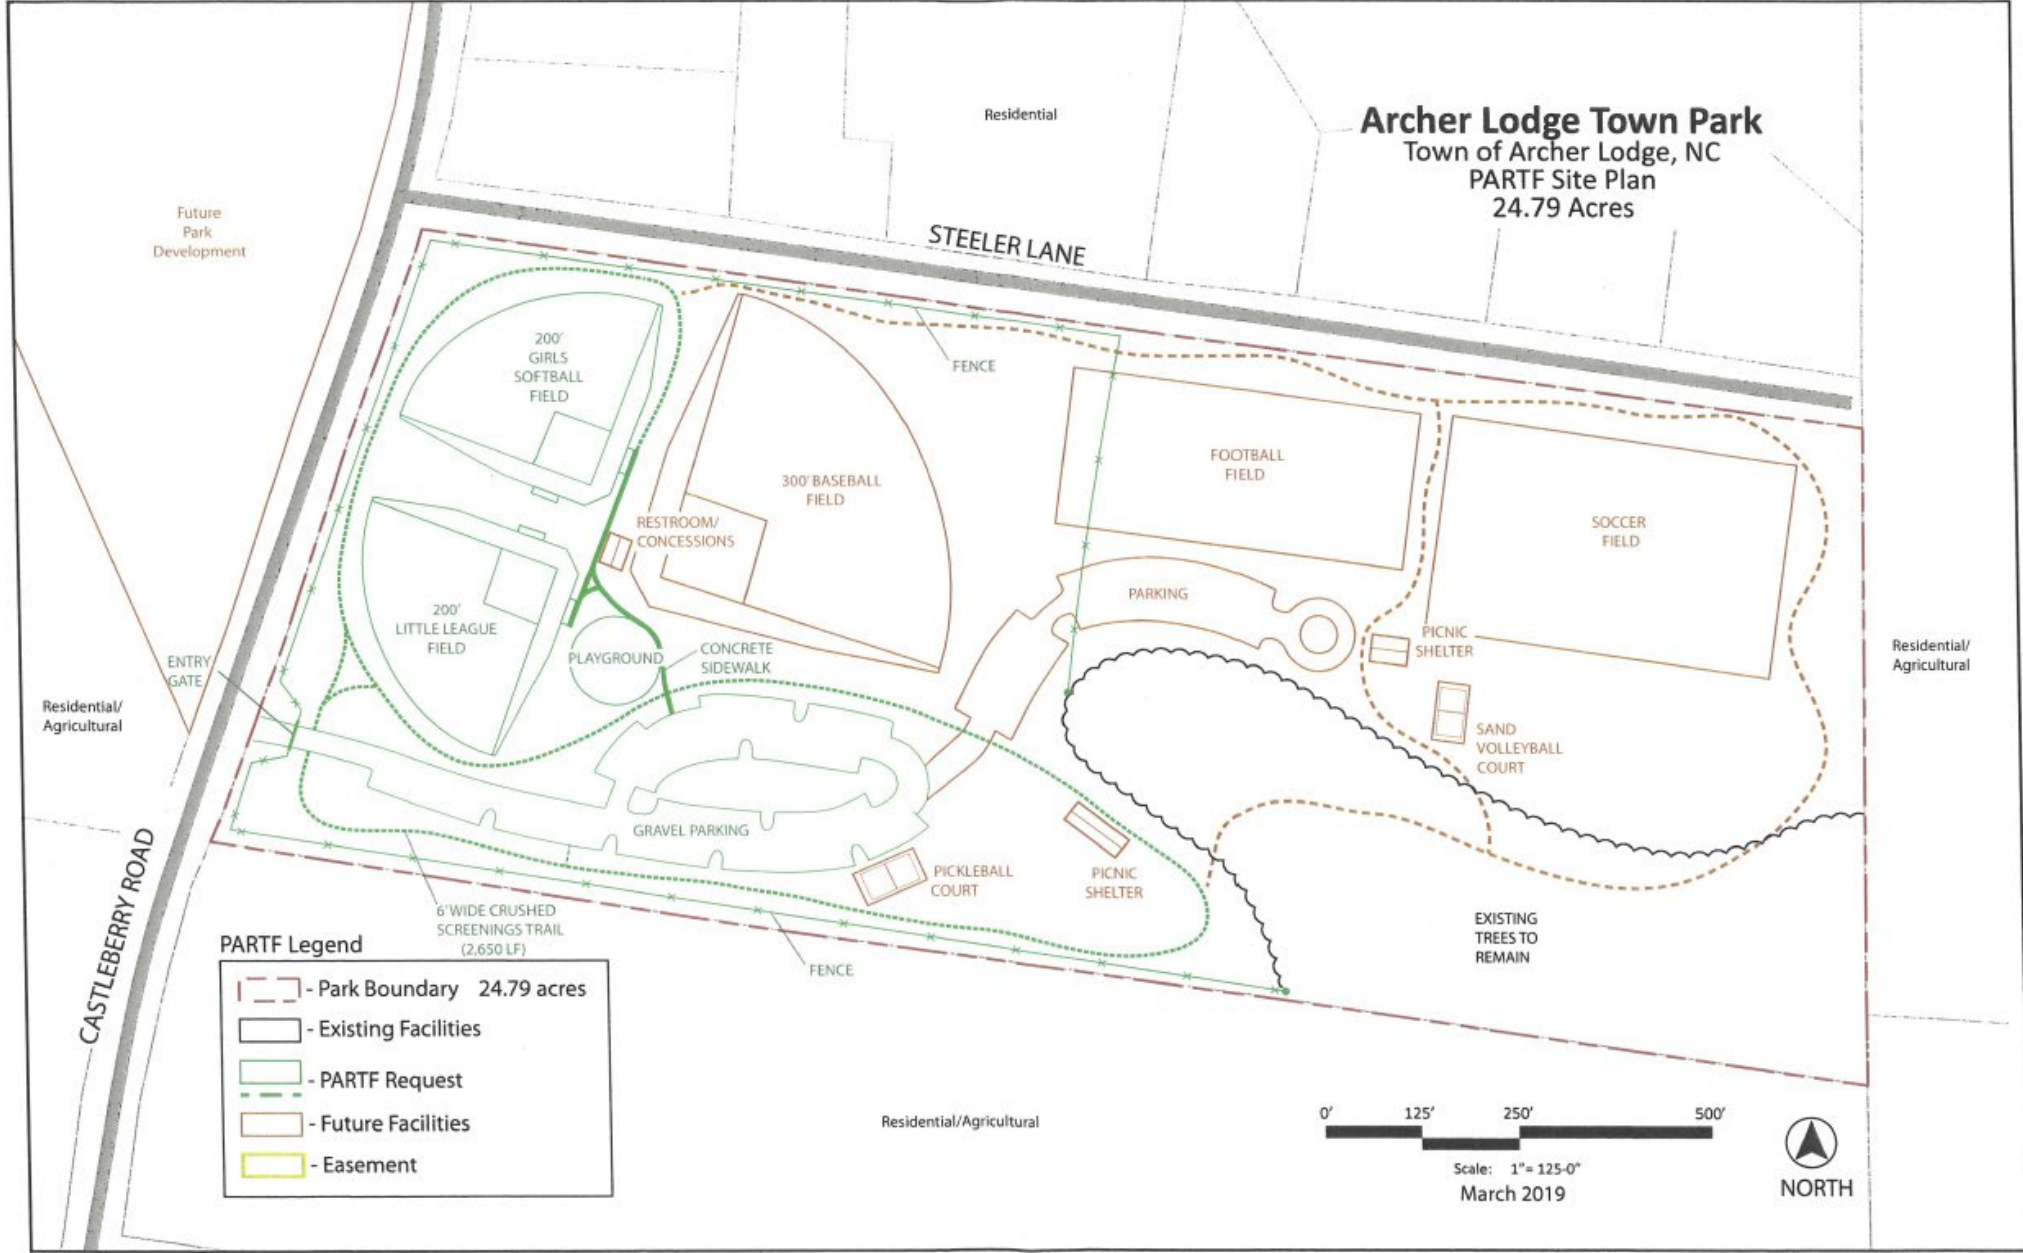 Archer Lodge Town Park
Town of Archer Lodge, NC
PARTF Site Plan
24.79 Acres
Residential
Future
Park
Development
STEELER LANE
FENCE
200'
GIRLS
SOFTBALL
FIELD
300' BASEBALL
FIELD
FOOTBALL
FIELD
SOCCER
FIELD
RESTROOM/
CONCESSIONS
PARKING
200'
LITTLE LEAGUE
FIELD
PLAYGROUND
CONCRETE
SIDEWALK
PICNIC
SHELTER
Residential/
Agricultural
ENTRY
GATE
Residential/
Agricultural
SAND
VOLLEYBALL
COURT
GRAVEL PARKING
PICKLEBALL
COURT
PICNIC
SHELTER
CASTLEBERRY ROAD
6' WIDE CRUSHED
SCREENINGS TRAIL
(2,650 LF)
EXISTING
TREES TO
REMAIN
FENCE
PARTF Legend
- Park Boundary 24.79 acres
- Existing Facilities
- PARTF Request
- Future Facilities
- Easement
Residential/Agricultural
0' 125' 250' 500'
Scale: 1"= 125-0"
March 2019
NORTH